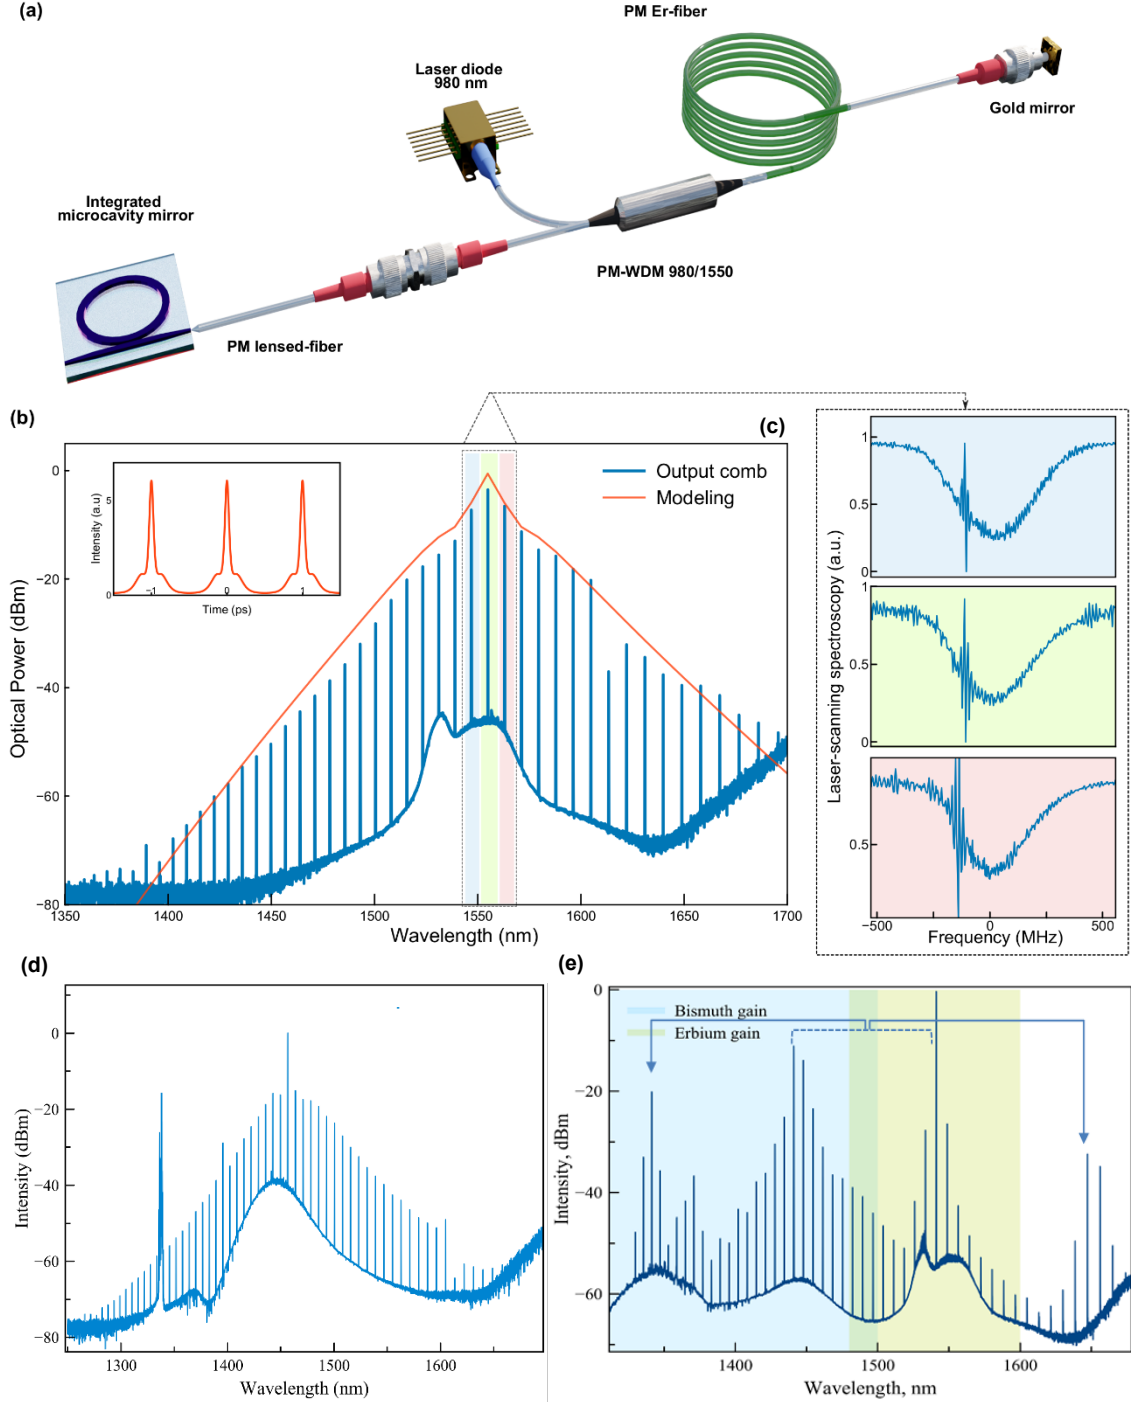 (a)
PM Er-fiber
Laser diode
980 nm
Gold mirror
Integrated
microcavity mirror
PM-WDM 980/1550
PM lensed-fiber
(b)
(c)
Optical Power (dBm)
0
−20
−40
−60
−80
1350
1400
1450
1500
1550
1600
1650
1700
Wavelength (nm)
Output comb
Modeling
Intensity (a.u)
5
0
−1
0
1
Time (ps)
Laser-scanning spectroscopy (a.u.)
1
0.5
0
1
0.5
0
0.5
−500
0
500
Frequency (MHz)
(d)
Intensity (dBm)
0
−20
−40
−60
−80
1300
1400
1500
1600
Wavelength (nm)
(e)
Intensity, dBm
0
−20
−40
−60
Bismuth gain
Erbium gain
1400
1500
1600
Wavelength, nm